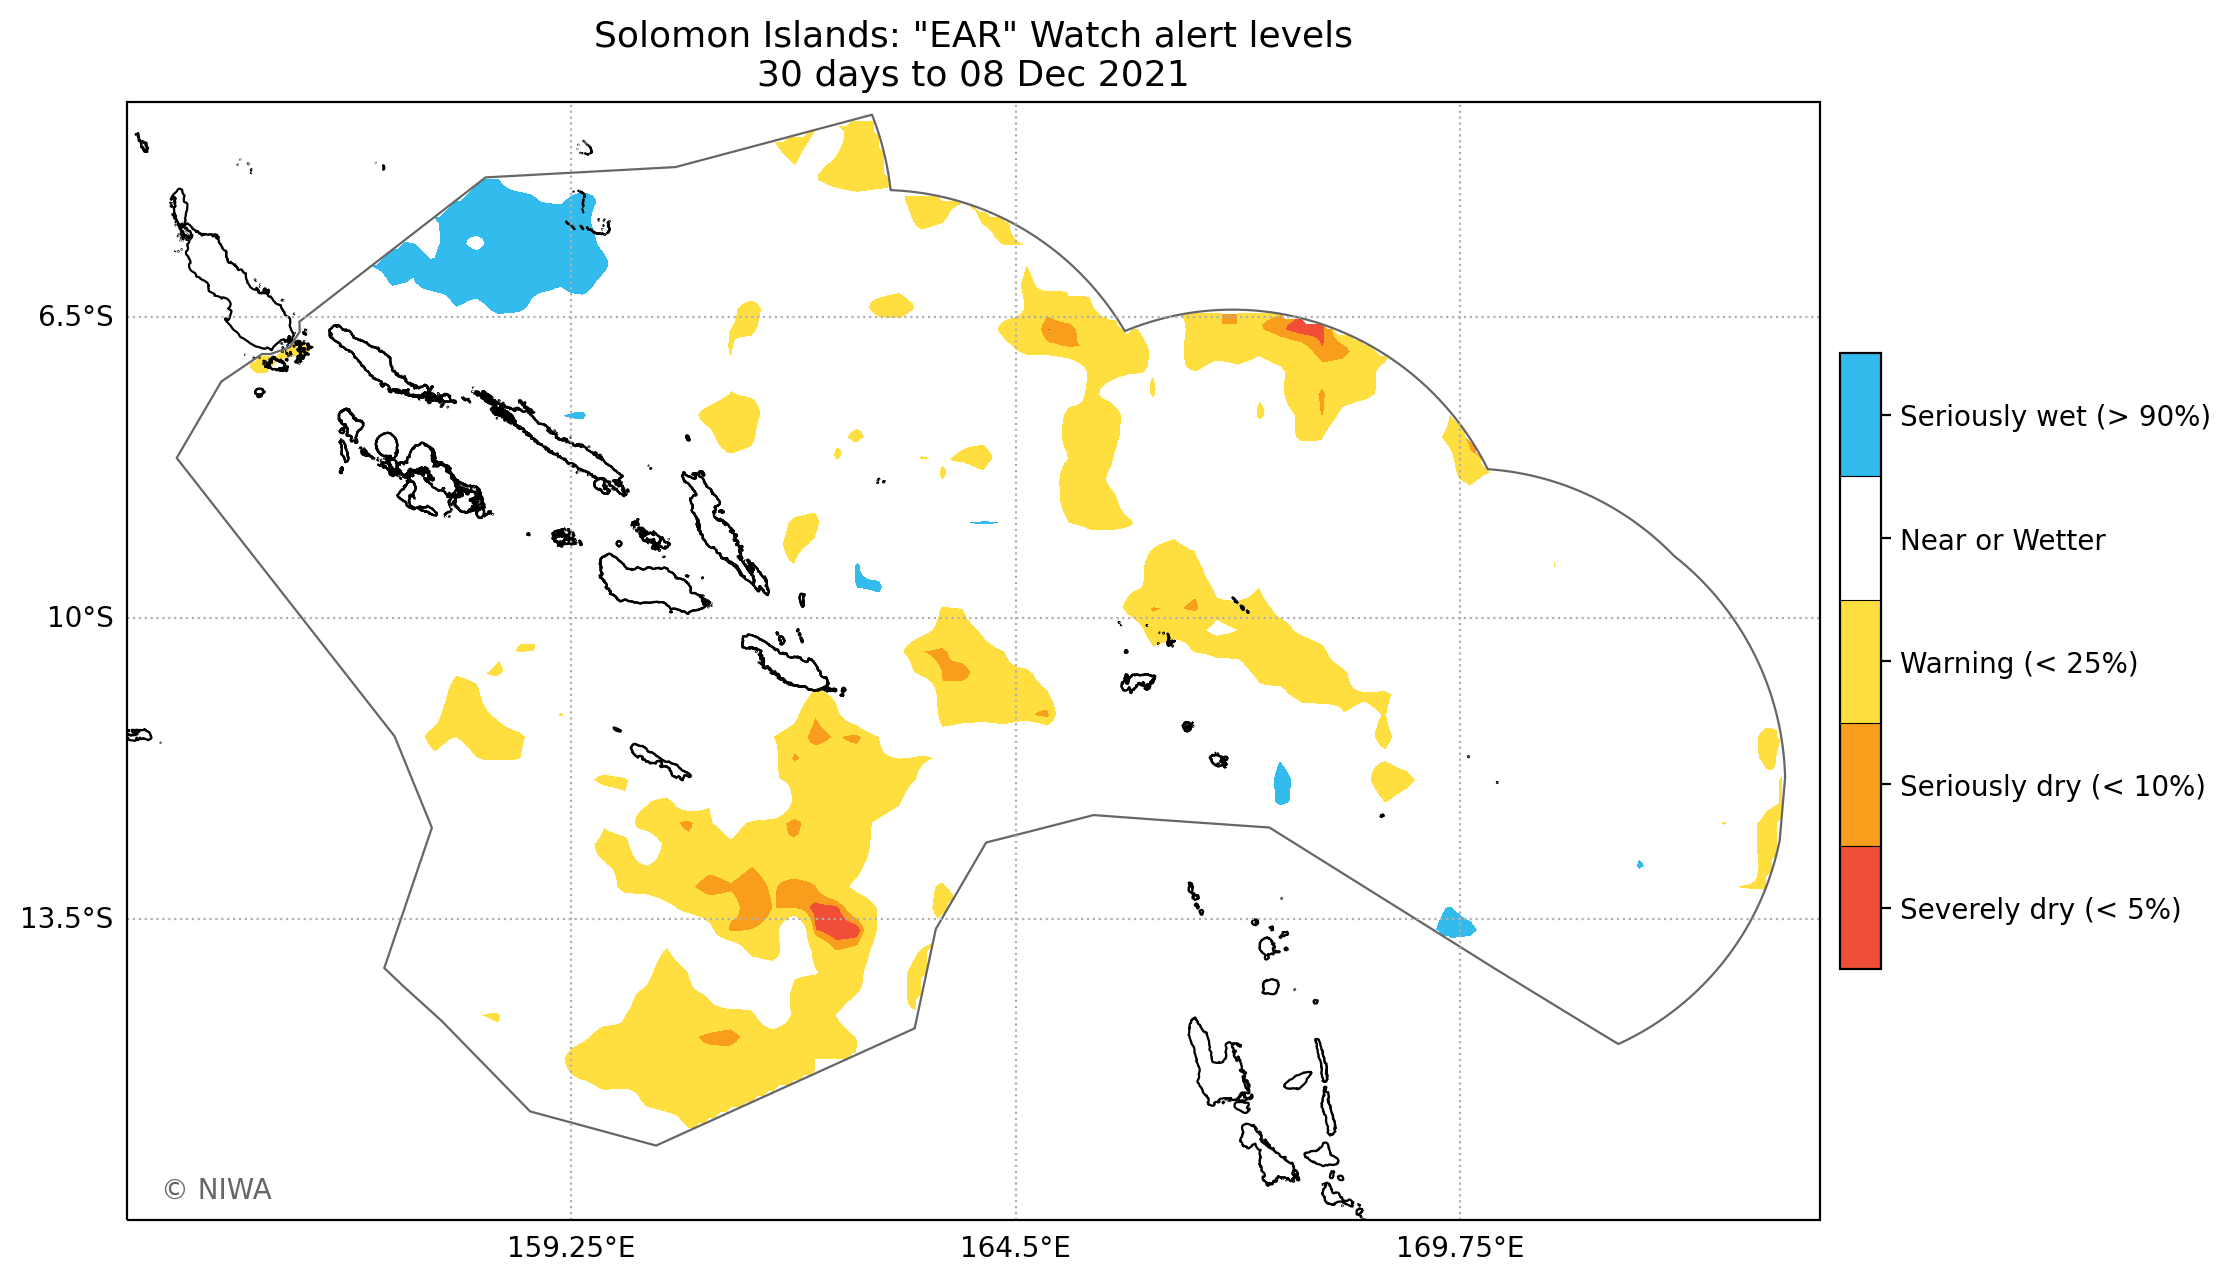 Solomon Islands: "EAR" Watch alert levels
30 days to 08 Dec 2021
6.5°S
10°S
13.5°S
159.25°E
164.5°E
169.75°E
Seriously wet (> 90%)
Near or Wetter
Warning (< 25%)
Seriously dry (< 10%)
Severely dry (< 5%)
© NIWA